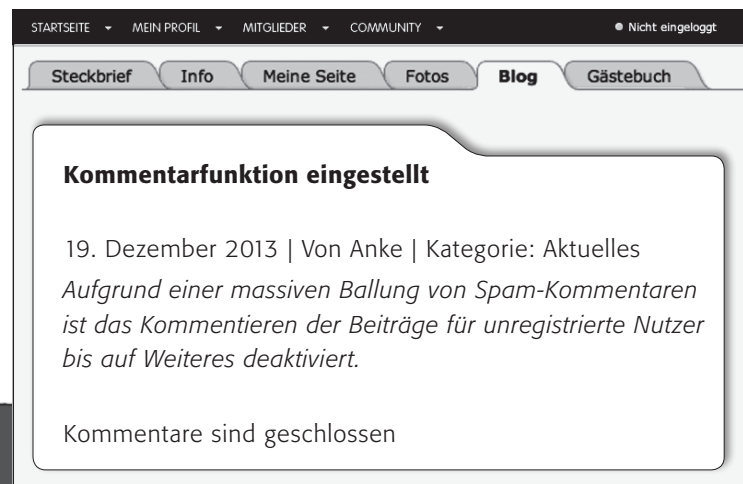 STARTSEITE MEIN PROFIL MITGLIEDER COMMUNITY Nicht eingeloggt
Steckbrief Info Meine Seite Fotos Blog Gästebuch
Kommentarfunktion eingestellt
19. Dezember 2013 | Von Anke | Kategorie: Aktuelles
Aufgrund einer massiven Ballung von Spam-Kommentaren
ist das Kommentieren der Beiträge für unregistrierte Nutzer
bis auf Weiteres deaktiviert.
Kommentare sind geschlossen